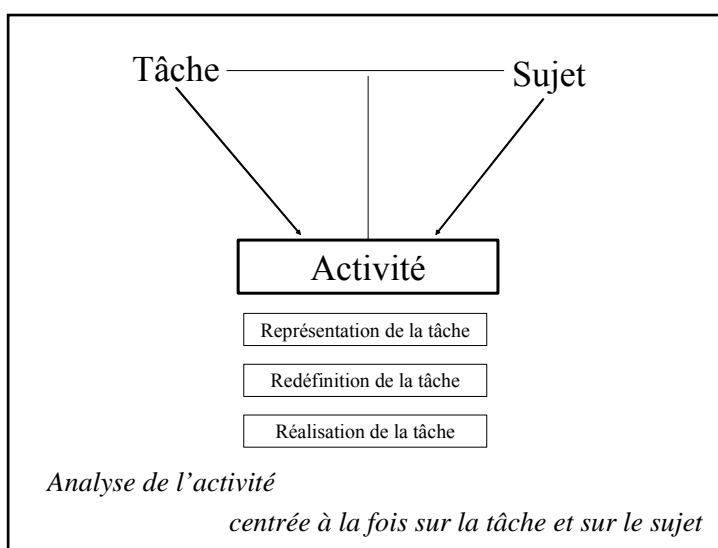 Tâche
Sujet
Activité
Représentation de la tâche
Redéfinition de la tâche
Réalisation de la tâche
Analyse de l’activité
centrée à la fois sur la tâche et sur le sujet